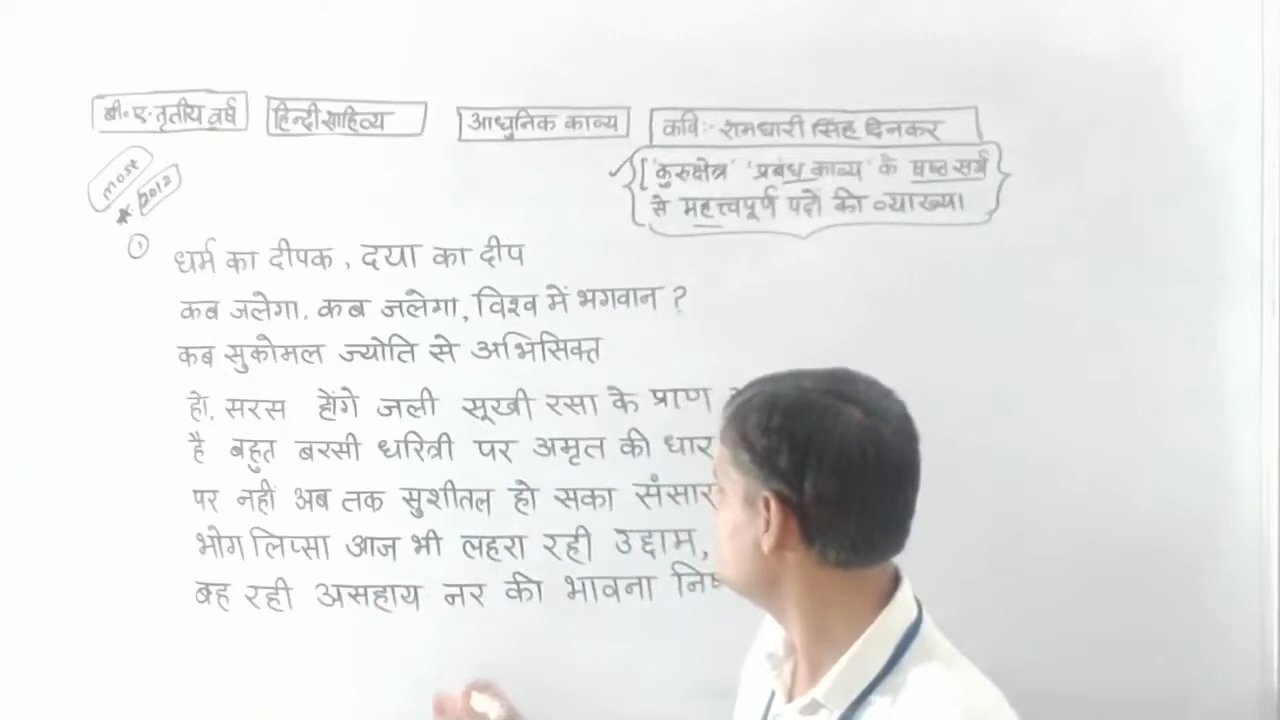 बी. ए. तृतीय वर्ष
हिन्दी साहित्य
आधुनिक काव्य
कवि:- रामधारी सिंह दिनकर
'कुरुक्षेत्र' 'प्रबंध काव्य' के षष्ठ सर्ग
से महत्त्वपूर्ण पदों की व्याख्या
most
①
धर्म का दीपक, दया का दीप
कब जलेगा. कब जलेगा, विश्व में भगवान ?
कब सुकोमल ज्योति से अभिसिक्त
हो. सरस होंगे जली सूखी रसा के प्राण
है बहुत बरसी धरित्री पर अमृत की धार
पर नहीं अब तक सुशीतल हो सका संसार
भोग लिप्सा आज भी लहरा रही उद्दाम,
बह रही असहाय नर की भावना